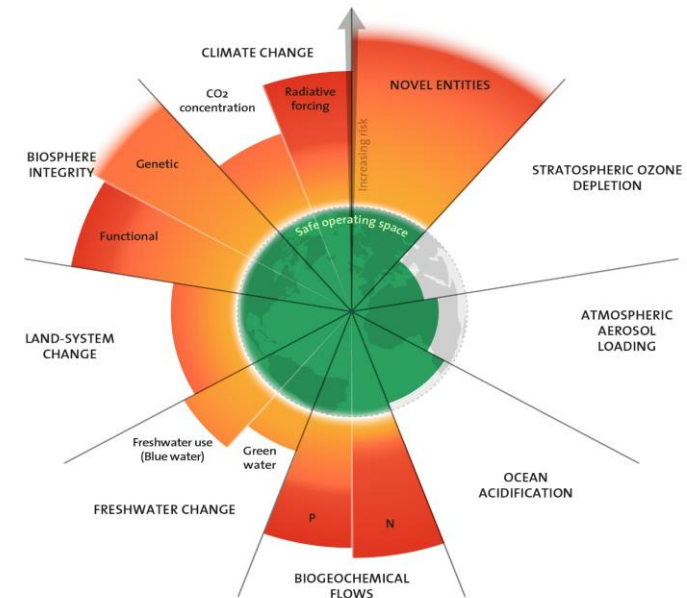 CLIMATE CHANGE
CO2
concentration
Radiative
forcing
Increasing risk
NOVEL ENTITIES
STRATOSPHERIC OZONE
DEPLETION
BIOSPHERE
INTEGRITY
Genetic
Functional
Safe operating space
ATMOSPHERIC
AEROSOL
LOADING
LAND-SYSTEM
CHANGE
Freshwater use
(Blue water)
Green
water
FRESHWATER CHANGE
P
N
OCEAN
ACIDIFICATION
BIOGEOCHEMICAL
FLOWS